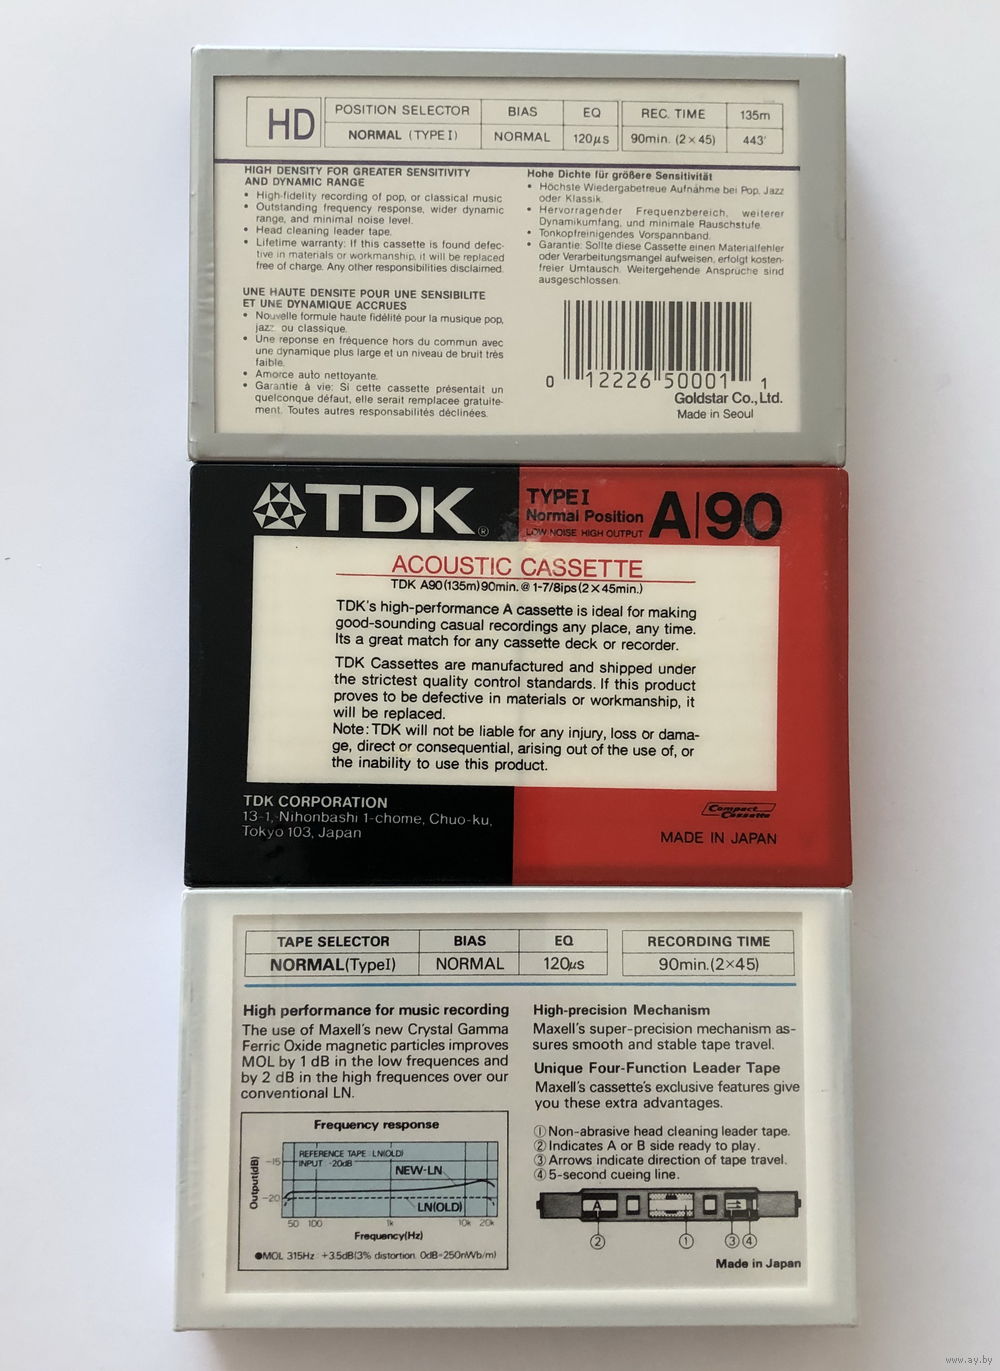 HD
POSITION SELECTOR BIAS EQ REC. TIME 135m
NORMAL (TYPE I) NORMAL 120µs 90min. (2×45) 443'
HIGH DENSITY FOR GREATER SENSITIVITY
AND DYNAMIC RANGE
• High-fidelity recording of pop, or classical music
• Outstanding frequency response, wider dynamic
range, and minimal noise level.
• Head cleaning leader tape.
• Lifetime warranty: If this cassette is found defec-
tive in materials or workmanship, it will be replaced
free of charge. Any other responsibilities disclaimed.
UNE HAUTE DENSITE POUR UNE SENSIBILITE
ET UNE DYNAMIQUE ACCRUES
• Nouvelle formule haute fidélité pour la musique pop,
jazz ou classique.
• Une reponse en fréquence hors du commun avec
une dynamique plus large et un niveau de bruit très
faible.
• Amorce auto nettoyante.
• Garantie à vie: Si cette cassette présentait un
quelconque défaut, elle serait remplacee gratuite-
ment. Toutes autres responsabilités déclinées.
Hohe Dichte für größere Sensitivität
• Höchste Wiedergabetreue Aufnahme bei Pop, Jazz
oder Klassik.
• Hervorragender Frequenzbereich, weiterer
Dynamikumfang, und minimale Rauschstufe.
• Tonkopfreinigendes Vorspannband.
• Garantie: Sollte diese Cassette einen Materialfehler
oder Verarbeitungsmangel aufweisen, erfolgt kosten-
freier Umtausch. Weitergehende Ansprüche sind
ausgeschlossen.
0 12226 50001 1
Goldstar Co., Ltd.
Made in Seoul
TDK®
TYPE I
Normal Position
LOW NOISE HIGH OUTPUT
A|90
ACOUSTIC CASSETTE
TDK A90(135m)90min.@1-7/8ips(2×45min.)
TDK's high-performance A cassette is ideal for making
good-sounding casual recordings any place, any time.
Its a great match for any cassette deck or recorder.
TDK Cassettes are manufactured and shipped under
the strictest quality control standards. If this product
proves to be defective in materials or workmanship, it
will be replaced.
Note: TDK will not be liable for any injury, loss or dama-
ge, direct or consequential, arising out of the use of, or
the inability to use this product.
TDK CORPORATION
13-1, Nihonbashi 1-chome, Chuo-ku,
Tokyo 103, Japan
Compact
Cassette
MADE IN JAPAN
TAPE SELECTOR BIAS EQ RECORDING TIME
NORMAL(TypeI) NORMAL 120µs 90min.(2×45)
High performance for music recording
The use of Maxell's new Crystal Gamma
Ferric Oxide magnetic particles improves
MOL by 1 dB in the low frequences and
by 2 dB in the high frequences over our
conventional LN.
Frequency response
REFERENCE TAPE : LN(OLD)
INPUT : -20dB
NEW-LN
LN(OLD)
Output(dB)
-15
-20
50 100 1k 10k 20k
Frequency(Hz)
●MOL 315Hz : +3.5dB(3% distortion. 0dB=250nWb/m)
High-precision Mechanism
Maxell's super-precision mechanism as-
sures smooth and stable tape travel.
Unique Four-Function Leader Tape
Maxell's cassette's exclusive features give
you these extra advantages.
① Non-abrasive head cleaning leader tape.
② Indicates A or B side ready to play.
③ Arrows indicate direction of tape travel.
④ 5-second cueing line.
A
② ① ③ ④
Made in Japan
www.ay.by